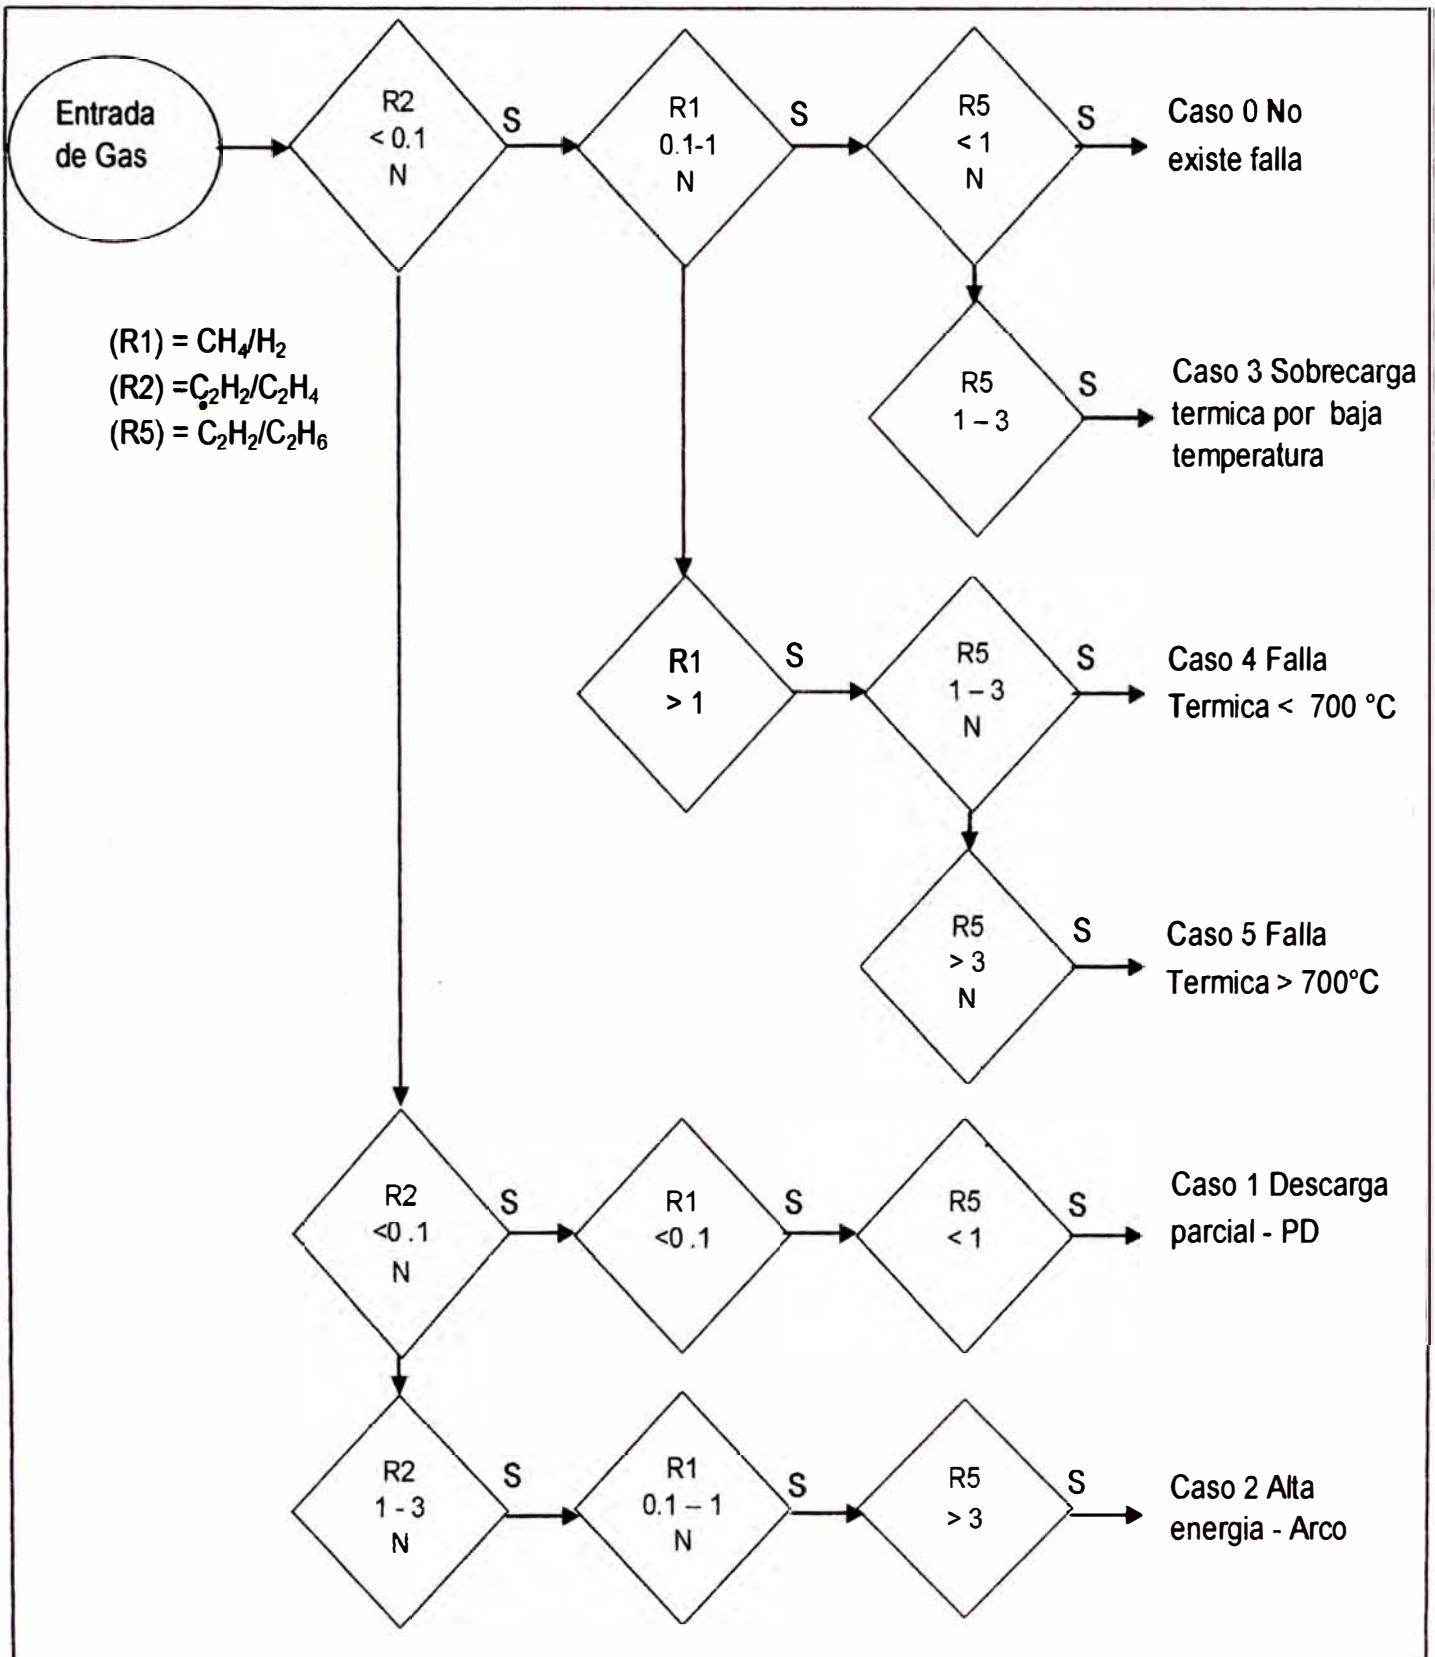 Entrada
de Gas
R2
< 0.1
N
S
R1
0.1-1
N
S
R5
< 1
N
S
Caso 0 No
existe falla
(R1) = CH₄/H₂
(R2) =C₂H₂/C₂H₄
(R5) = C₂H₂/C₂H₆
R5
1 – 3
S
Caso 3 Sobrecarga
termica por baja
temperatura
R1
> 1
S
R5
1 – 3
N
S
Caso 4 Falla
Termica < 700 °C
R5
> 3
N
S
Caso 5 Falla
Termica > 700°C
R2
<0 .1
N
S
R1
<0 .1
S
R5
< 1
S
Caso 1 Descarga
parcial - PD
R2
1 - 3
N
S
R1
0.1 – 1
N
S
R5
> 3
S
Caso 2 Alta
energia - Arco